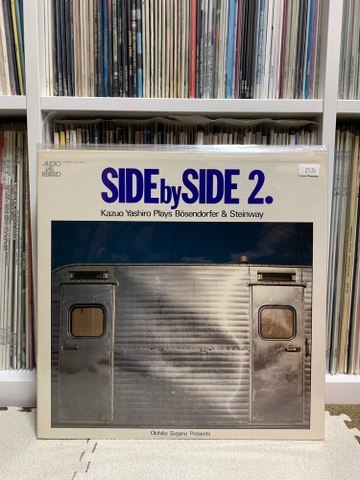 AUDIO
LAB.
RECORD
SIDE by SIDE 2.
Kazuo Yashiro Plays Bösendorfer & Steinway
Okihiko Sugano Presents